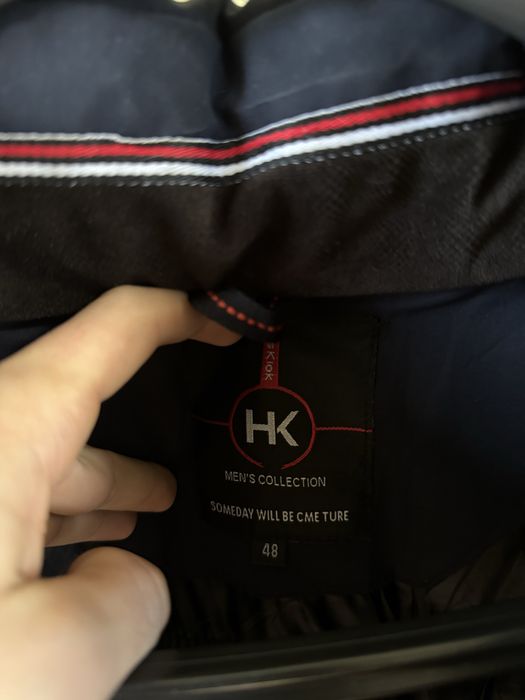 HK
MEN'S COLLECTION
SOMEDAY WILL BE CME TURE
48